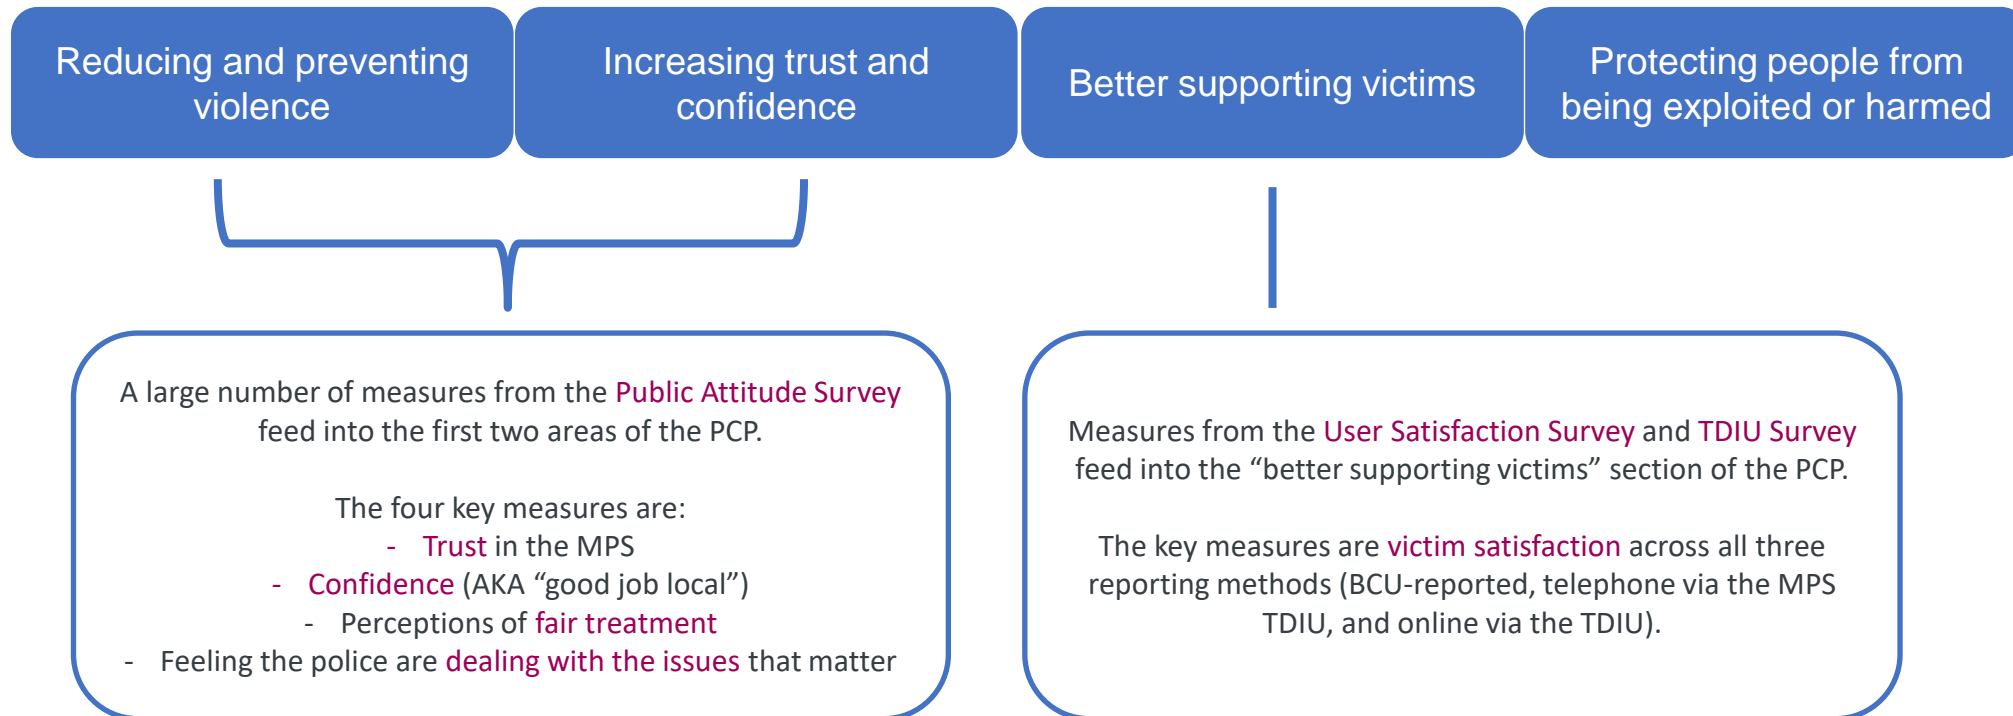 Reducing and preventing
violence
Increasing trust and
confidence
Better supporting victims
Protecting people from
being exploited or harmed
A large number of measures from the Public Attitude Survey
feed into the first two areas of the PCP.
The four key measures are:
- Trust in the MPS
- Confidence (AKA “good job local”)
- Perceptions of fair treatment
- Feeling the police are dealing with the issues that matter
Measures from the User Satisfaction Survey and TDIU Survey
feed into the “better supporting victims” section of the PCP.
The key measures are victim satisfaction across all three
reporting methods (BCU-reported, telephone via the MPS
TDIU, and online via the TDIU).